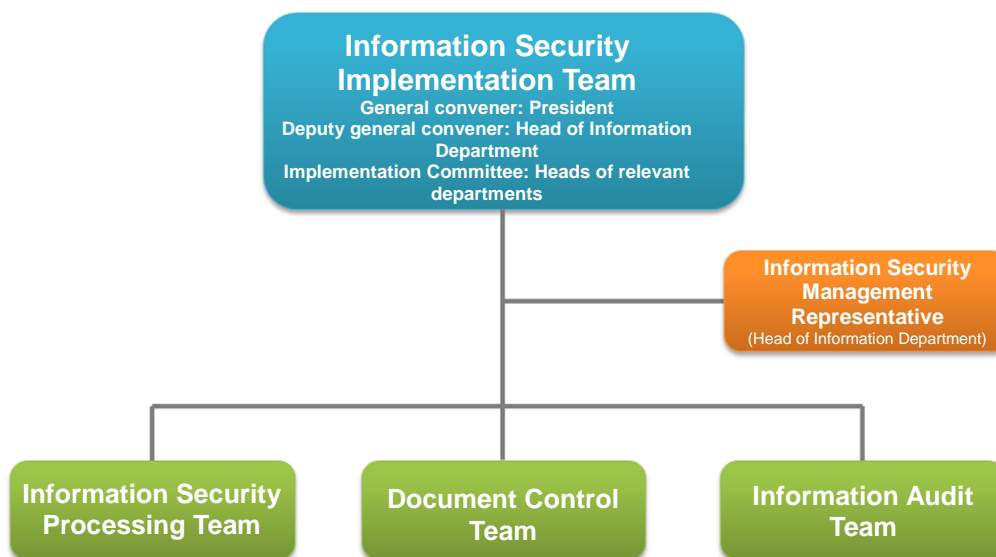 Information Security
Implementation Team
General convener: President
Deputy general convener: Head of Information
Department
Implementation Committee: Heads of relevant
departments
Information Security
Management
Representative
(Head of Information Department)
Information Security
Processing Team
Document Control
Team
Information Audit
Team